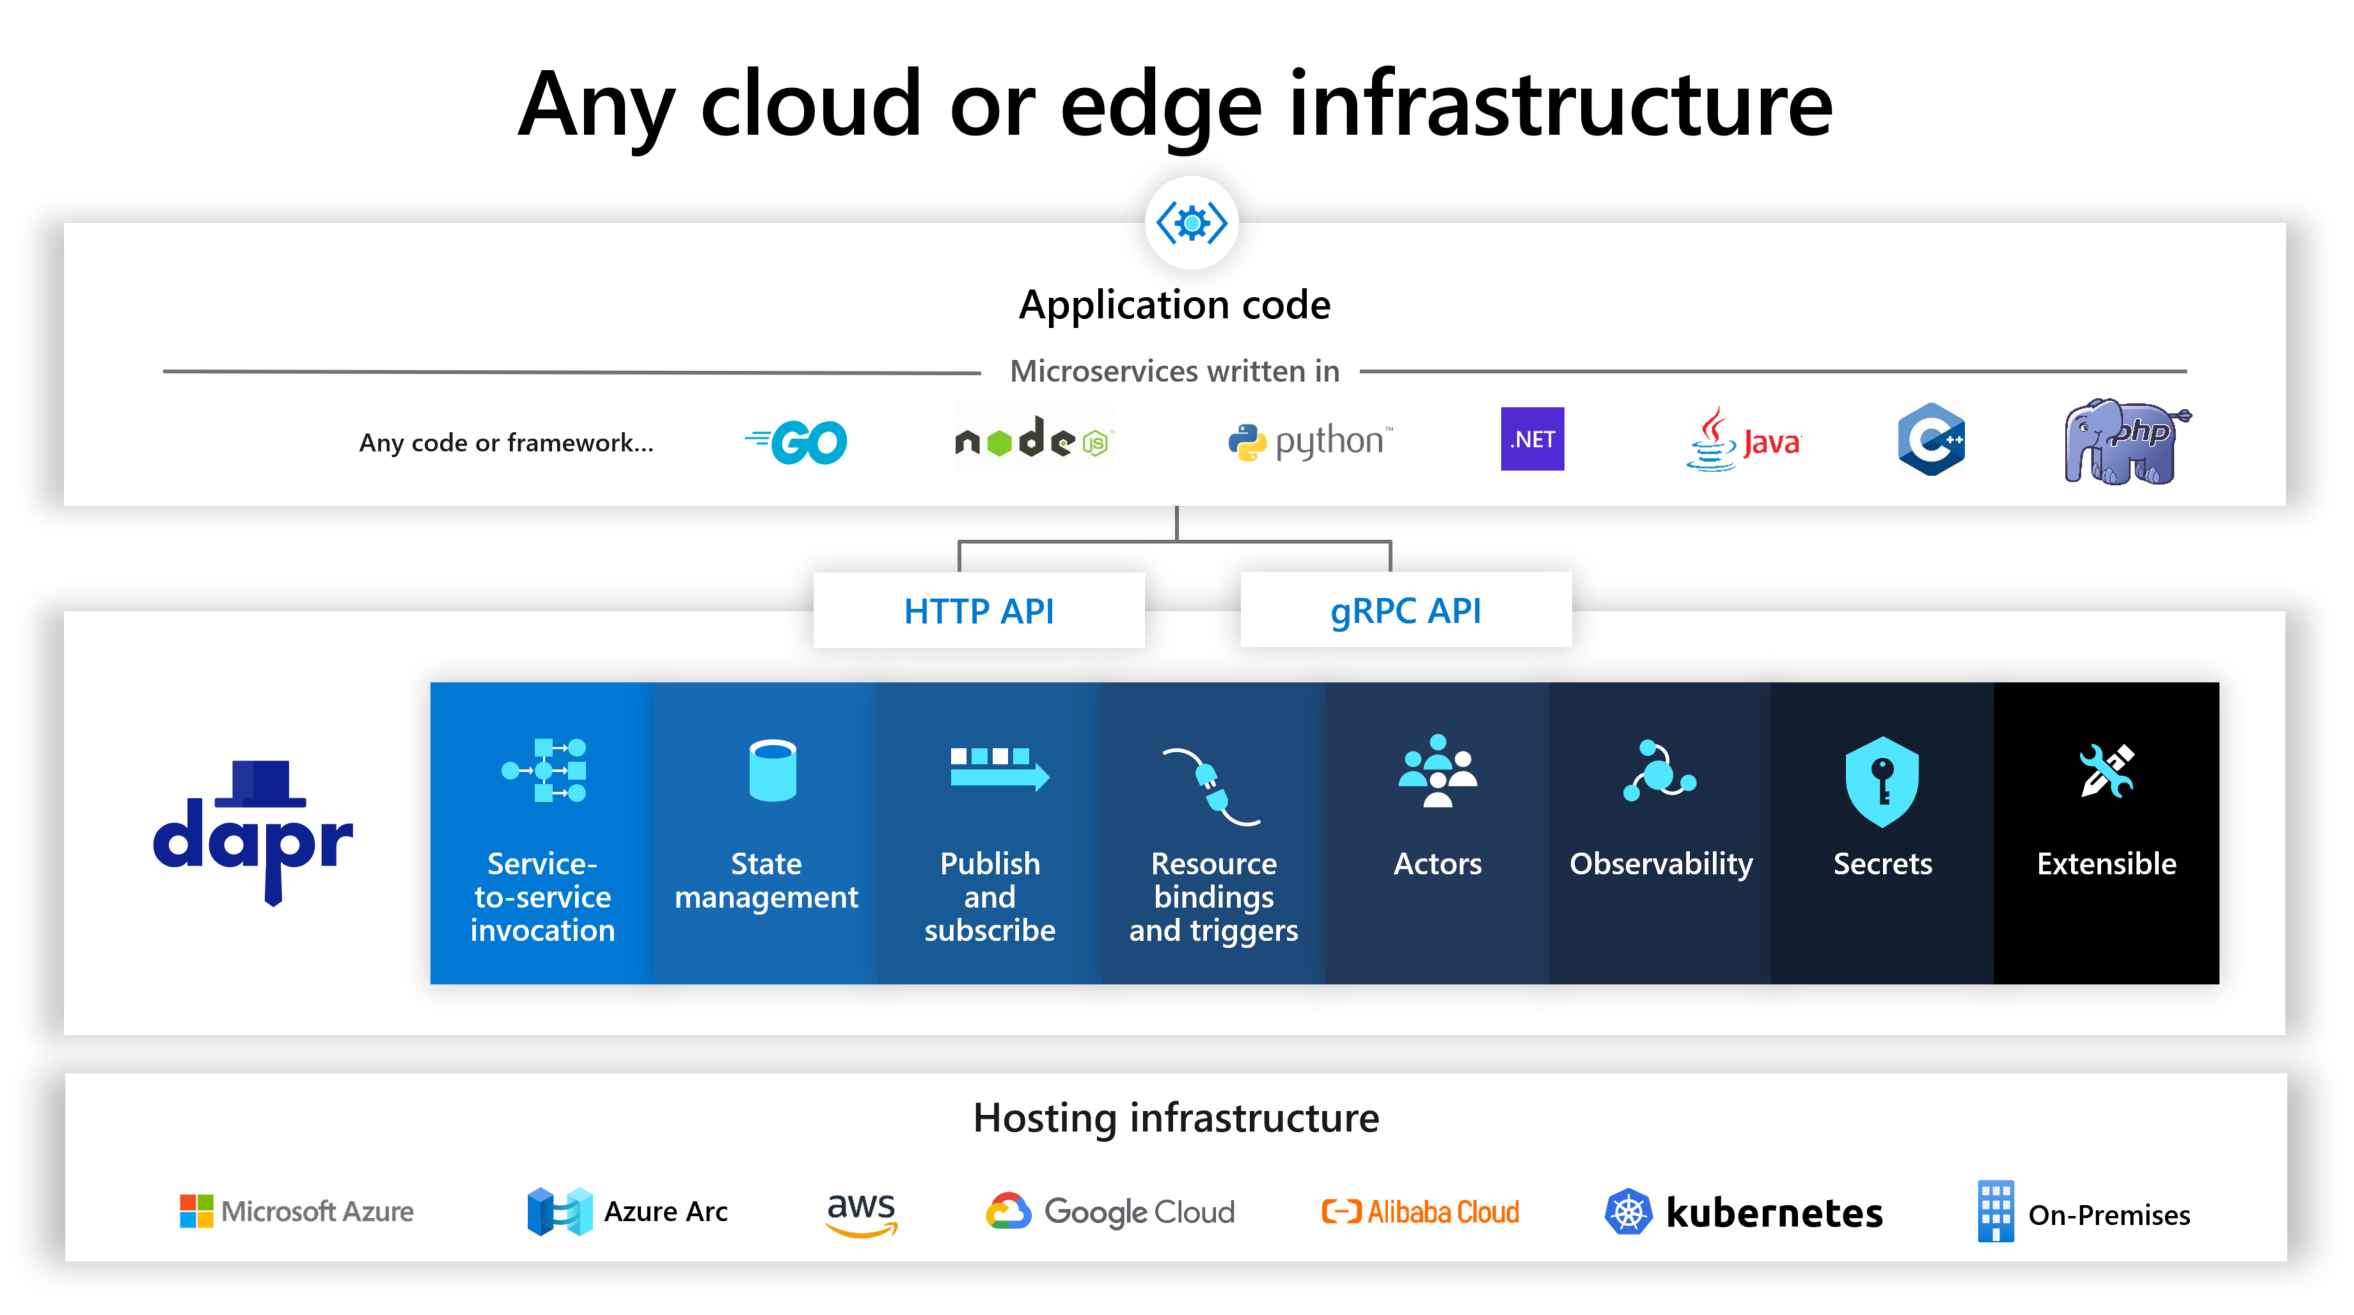 Any cloud or edge infrastructure
Application code
Microservices written in
Any code or framework...
GO
node JS ™
python™
.NET
Java
C++
php
HTTP API
gRPC API
dapr
Service-
to-service
invocation
State
management
Publish
and
subscribe
Resource
bindings
and triggers
Actors
Observability
Secrets
Extensible
Hosting infrastructure
Microsoft Azure
Azure Arc
aws
Google Cloud
Alibaba Cloud
kubernetes
On-Premises